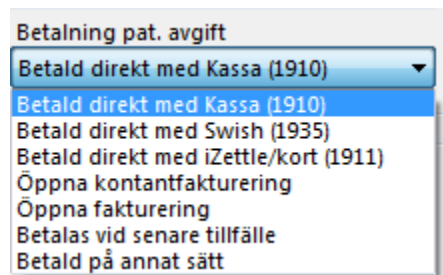 Betalning pat. avgift
Betald direkt med Kassa (1910)
Betald direkt med Kassa (1910)
Betald direkt med Swish (1935)
Betald direkt med iZettle/kort (1911)
Öppna kontantfakturering
Öppna fakturering
Betalas vid senare tillfälle
Betald på annat sätt